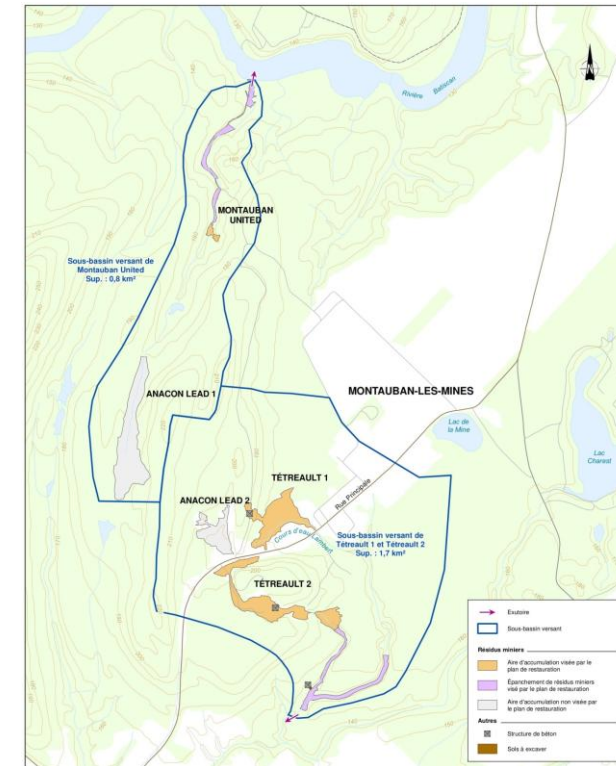 Rivière Batiscan
MONTAUBAN
UNITED
Sous-bassin versant de
Montauban United
Sup. : 0,8 km²
ANACON LEAD 1
MONTAUBAN-LES-MINES
Lac de
la Mine
Lac
Charest
Rue Principale
TÉTREAULT 1
ANACON LEAD 2
Cours d'eau Lambert
Sous-bassin versant de
Tétreault 1 et Tétreault 2
Sup. : 1,7 km²
TÉTREAULT 2
Exutoire
Sous-bassin versant
Résidus miniers
Aire d'accumulation visée par le
plan de restauration
Épanchement de résidus miniers
visé par le plan de restauration
Aire d'accumulation non visée par
le plan de restauration
Autres
Structure de béton
Sols à excaver